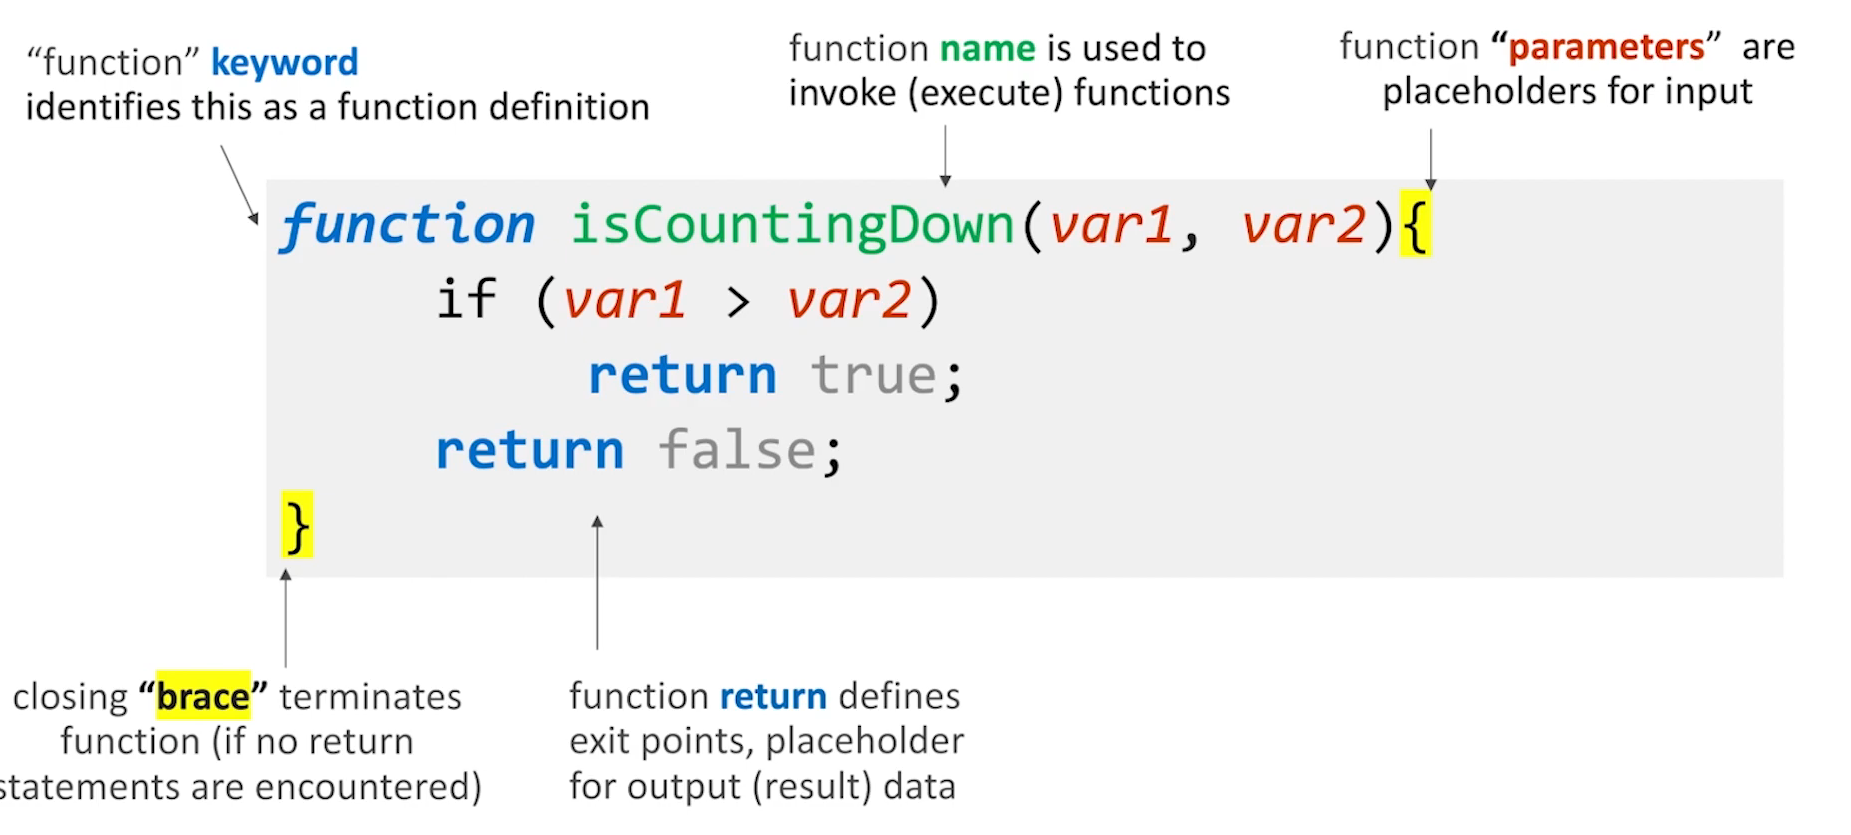 “function” keyword
identifies this as a function definition
function name is used to
invoke (execute) functions
function “parameters” are
placeholders for input
function isCountingDown(var1, var2){
if (var1 > var2)
return true;
return false;
}
closing “brace” terminates
function (if no return
statements are encountered)
function return defines
exit points, placeholder
for output (result) data